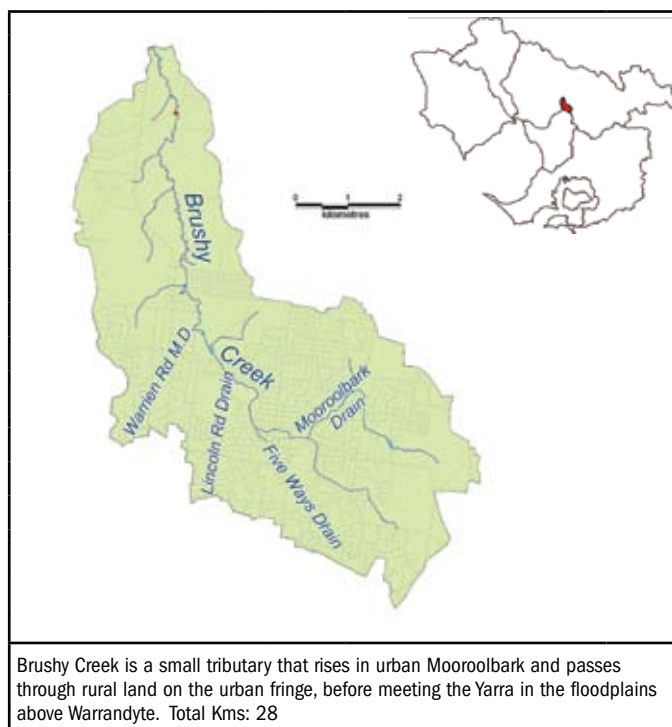 0 1 2
kilometres
Brushy
Creek
Warrien Rd M.D
Lincoln Rd Drain
Mooroolbark
Drain
Five Ways Drain
Brushy Creek is a small tributary that rises in urban Mooroolbark and passes
through rural land on the urban fringe, before meeting the Yarra in the floodplains
above Warrandyte.  Total Kms: 28